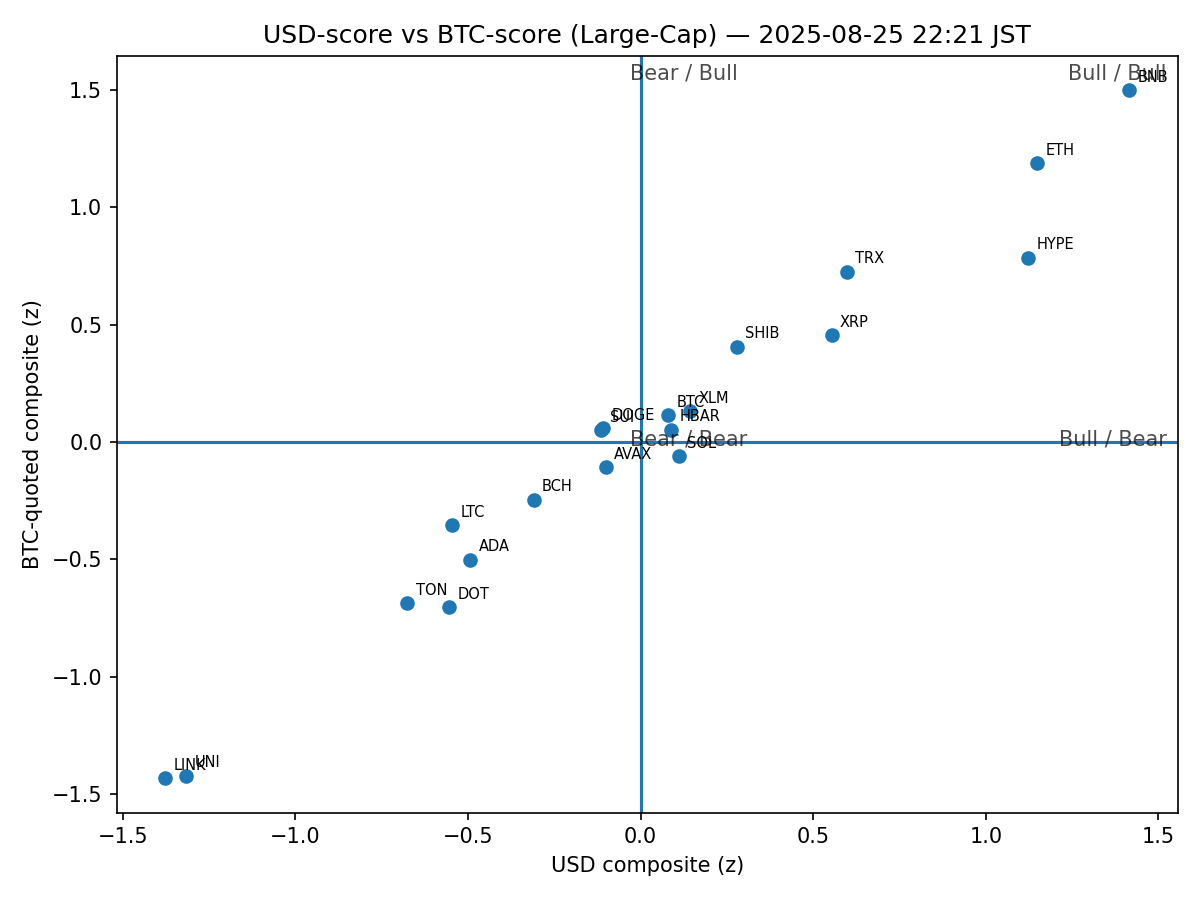 USD-score vs BTC-score (Large-Cap) — 2025-08-25 22:21 JST
Bear / Bull
Bull / Bull
BNB
1.5
ETH
1.0
HYPE
TRX
XRP
0.5
SHIB
XLM
BTC
DOGE
SUI
HBAR
0.0
Bear / Bear
Bull / Bear
SOL
AVAX
BCH
LTC
ADA
−0.5
TON
DOT
−1.0
LINK
UNI
−1.5
BTC-quoted composite (z)
−1.5 −1.0 −0.5 0.0 0.5 1.0 1.5
USD composite (z)